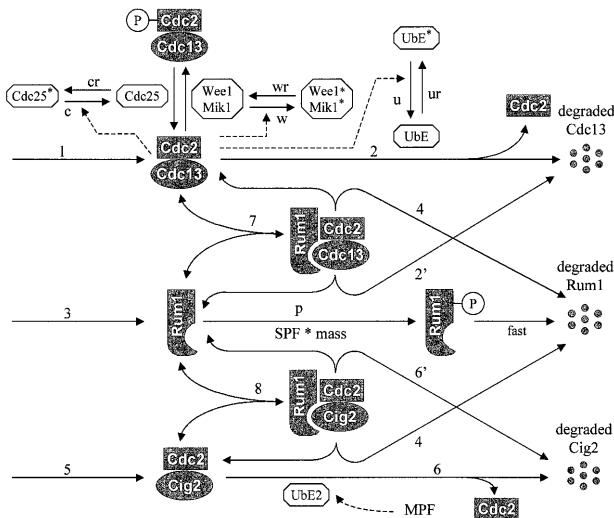 P
Cdc2
Cdc13
UbE*
Cdc25*
cr
c
Cdc25
Wee1
Mik1
wr
w
Wee1*
Mik1*
u
ur
UbE
Cdc2
degraded
Cdc13
1
Cdc2
Cdc13
2
7
Rum1
Cdc2
Cdc13
4
2'
degraded
Rum1
3
Rum1
p
SPF * mass
Rum1
P
fast
8
Rum1
Cdc2
Cig2
6'
4
degraded
Cig2
5
Cdc2
Cig2
6
UbE2
MPF
Cdc2